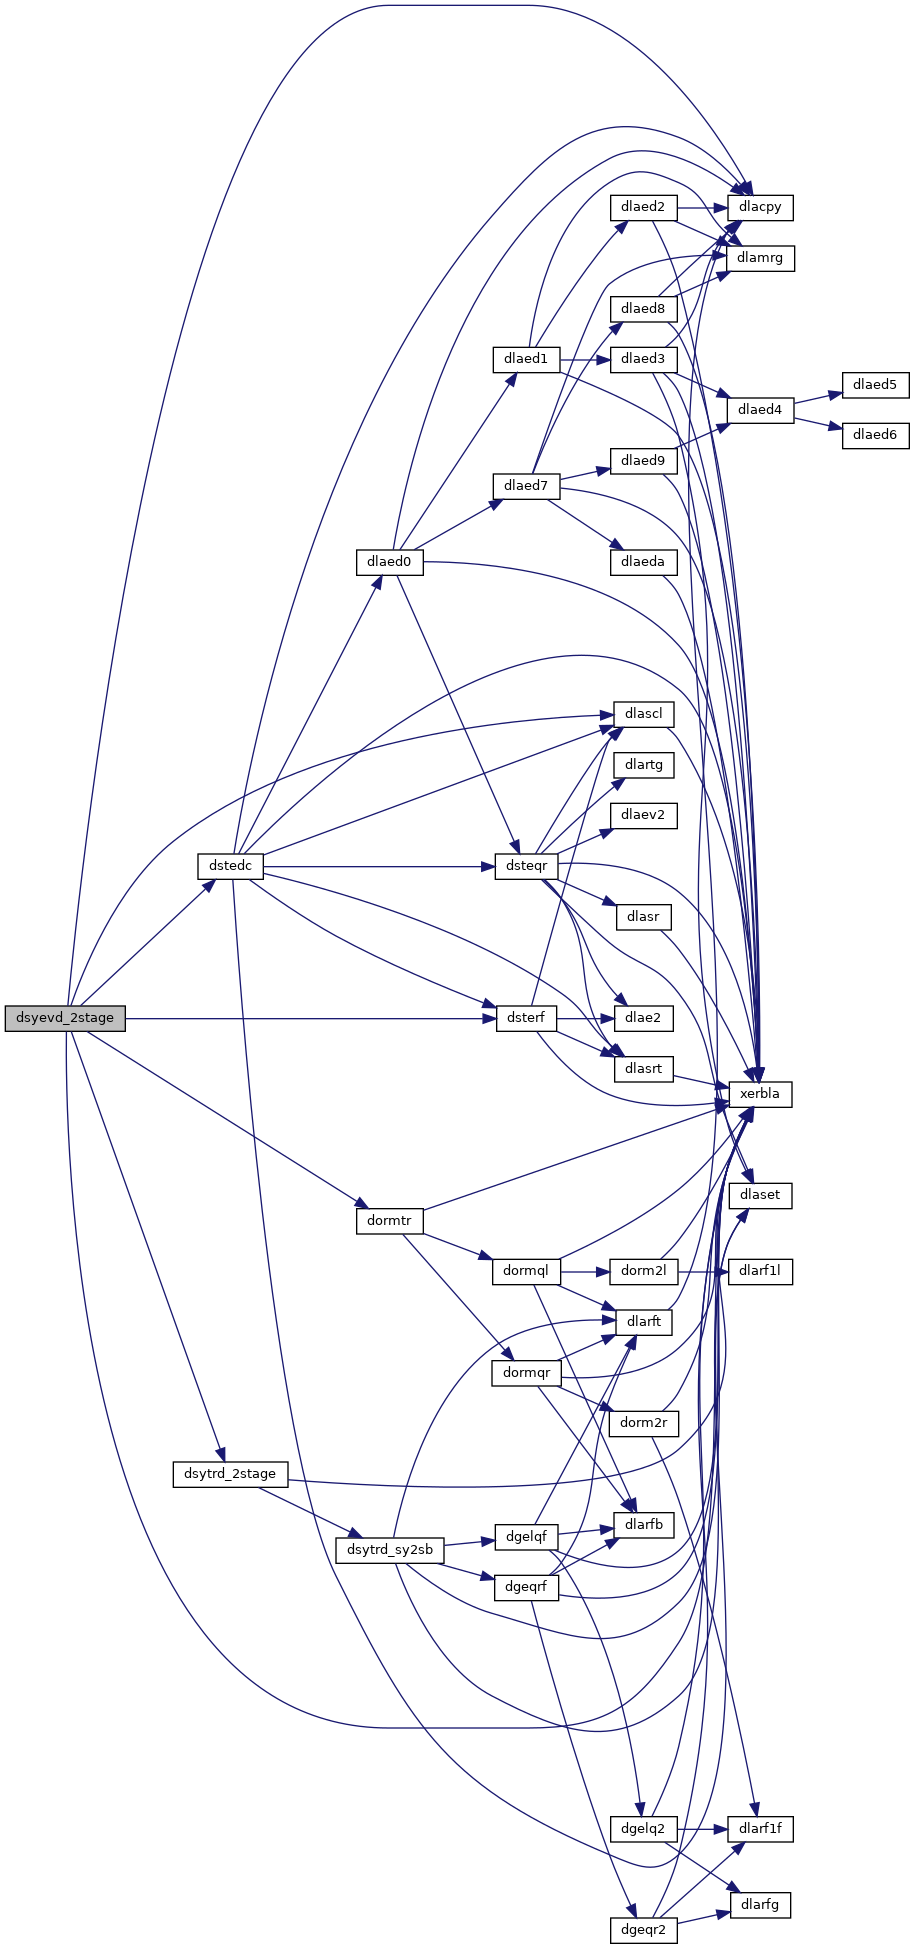 dlacpy
dlaed2
dlamrg
dlaed8
dlaed1
dlaed3
dlaed5
dlaed4
dlaed6
dlaed9
dlaed7
dlaed0
dlaeda
dlascl
dlartg
dlaev2
dstedc
dsteqr
dlasr
dsyevd_2stage
dsterf
dlae2
dlasrt
xerbla
dlaset
dormtr
dormql
dorm2l
dlarf1l
dlarft
dormqr
dorm2r
dsytrd_2stage
dlarfb
dgelqf
dsytrd_sy2sb
dgeqrf
dgelq2
dlarf1f
dlarfg
dgeqr2